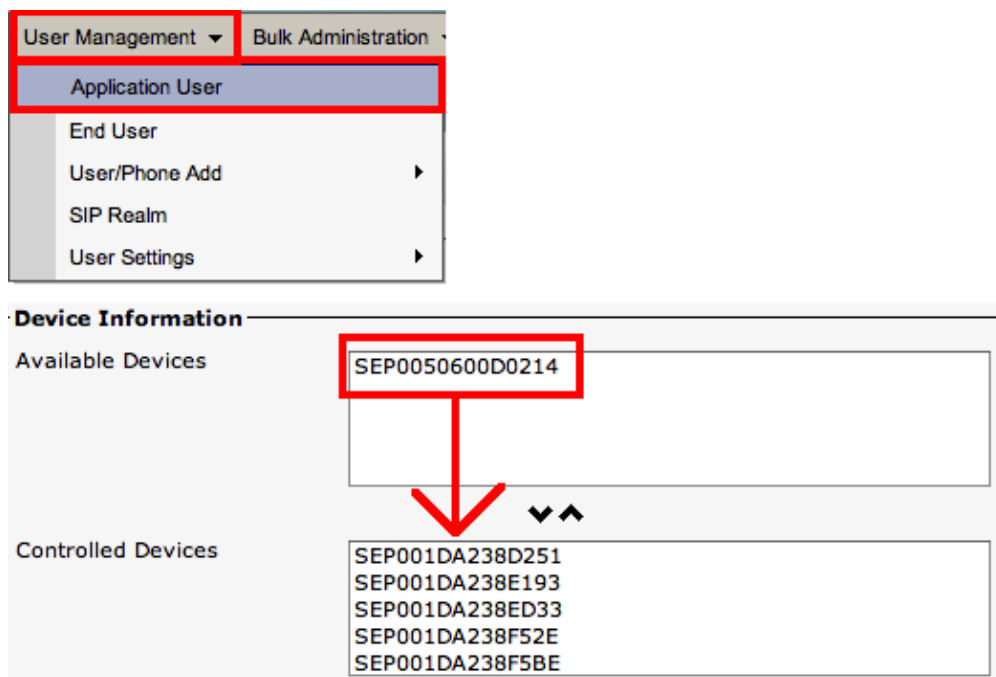 User Management Bulk Administration
Application User
End User
User/Phone Add
SIP Realm
User Settings
Device Information
Available Devices
SEP0050600D0214
Controlled Devices
SEP001DA238D251
SEP001DA238E193
SEP001DA238ED33
SEP001DA238F52E
SEP001DA238F5BE